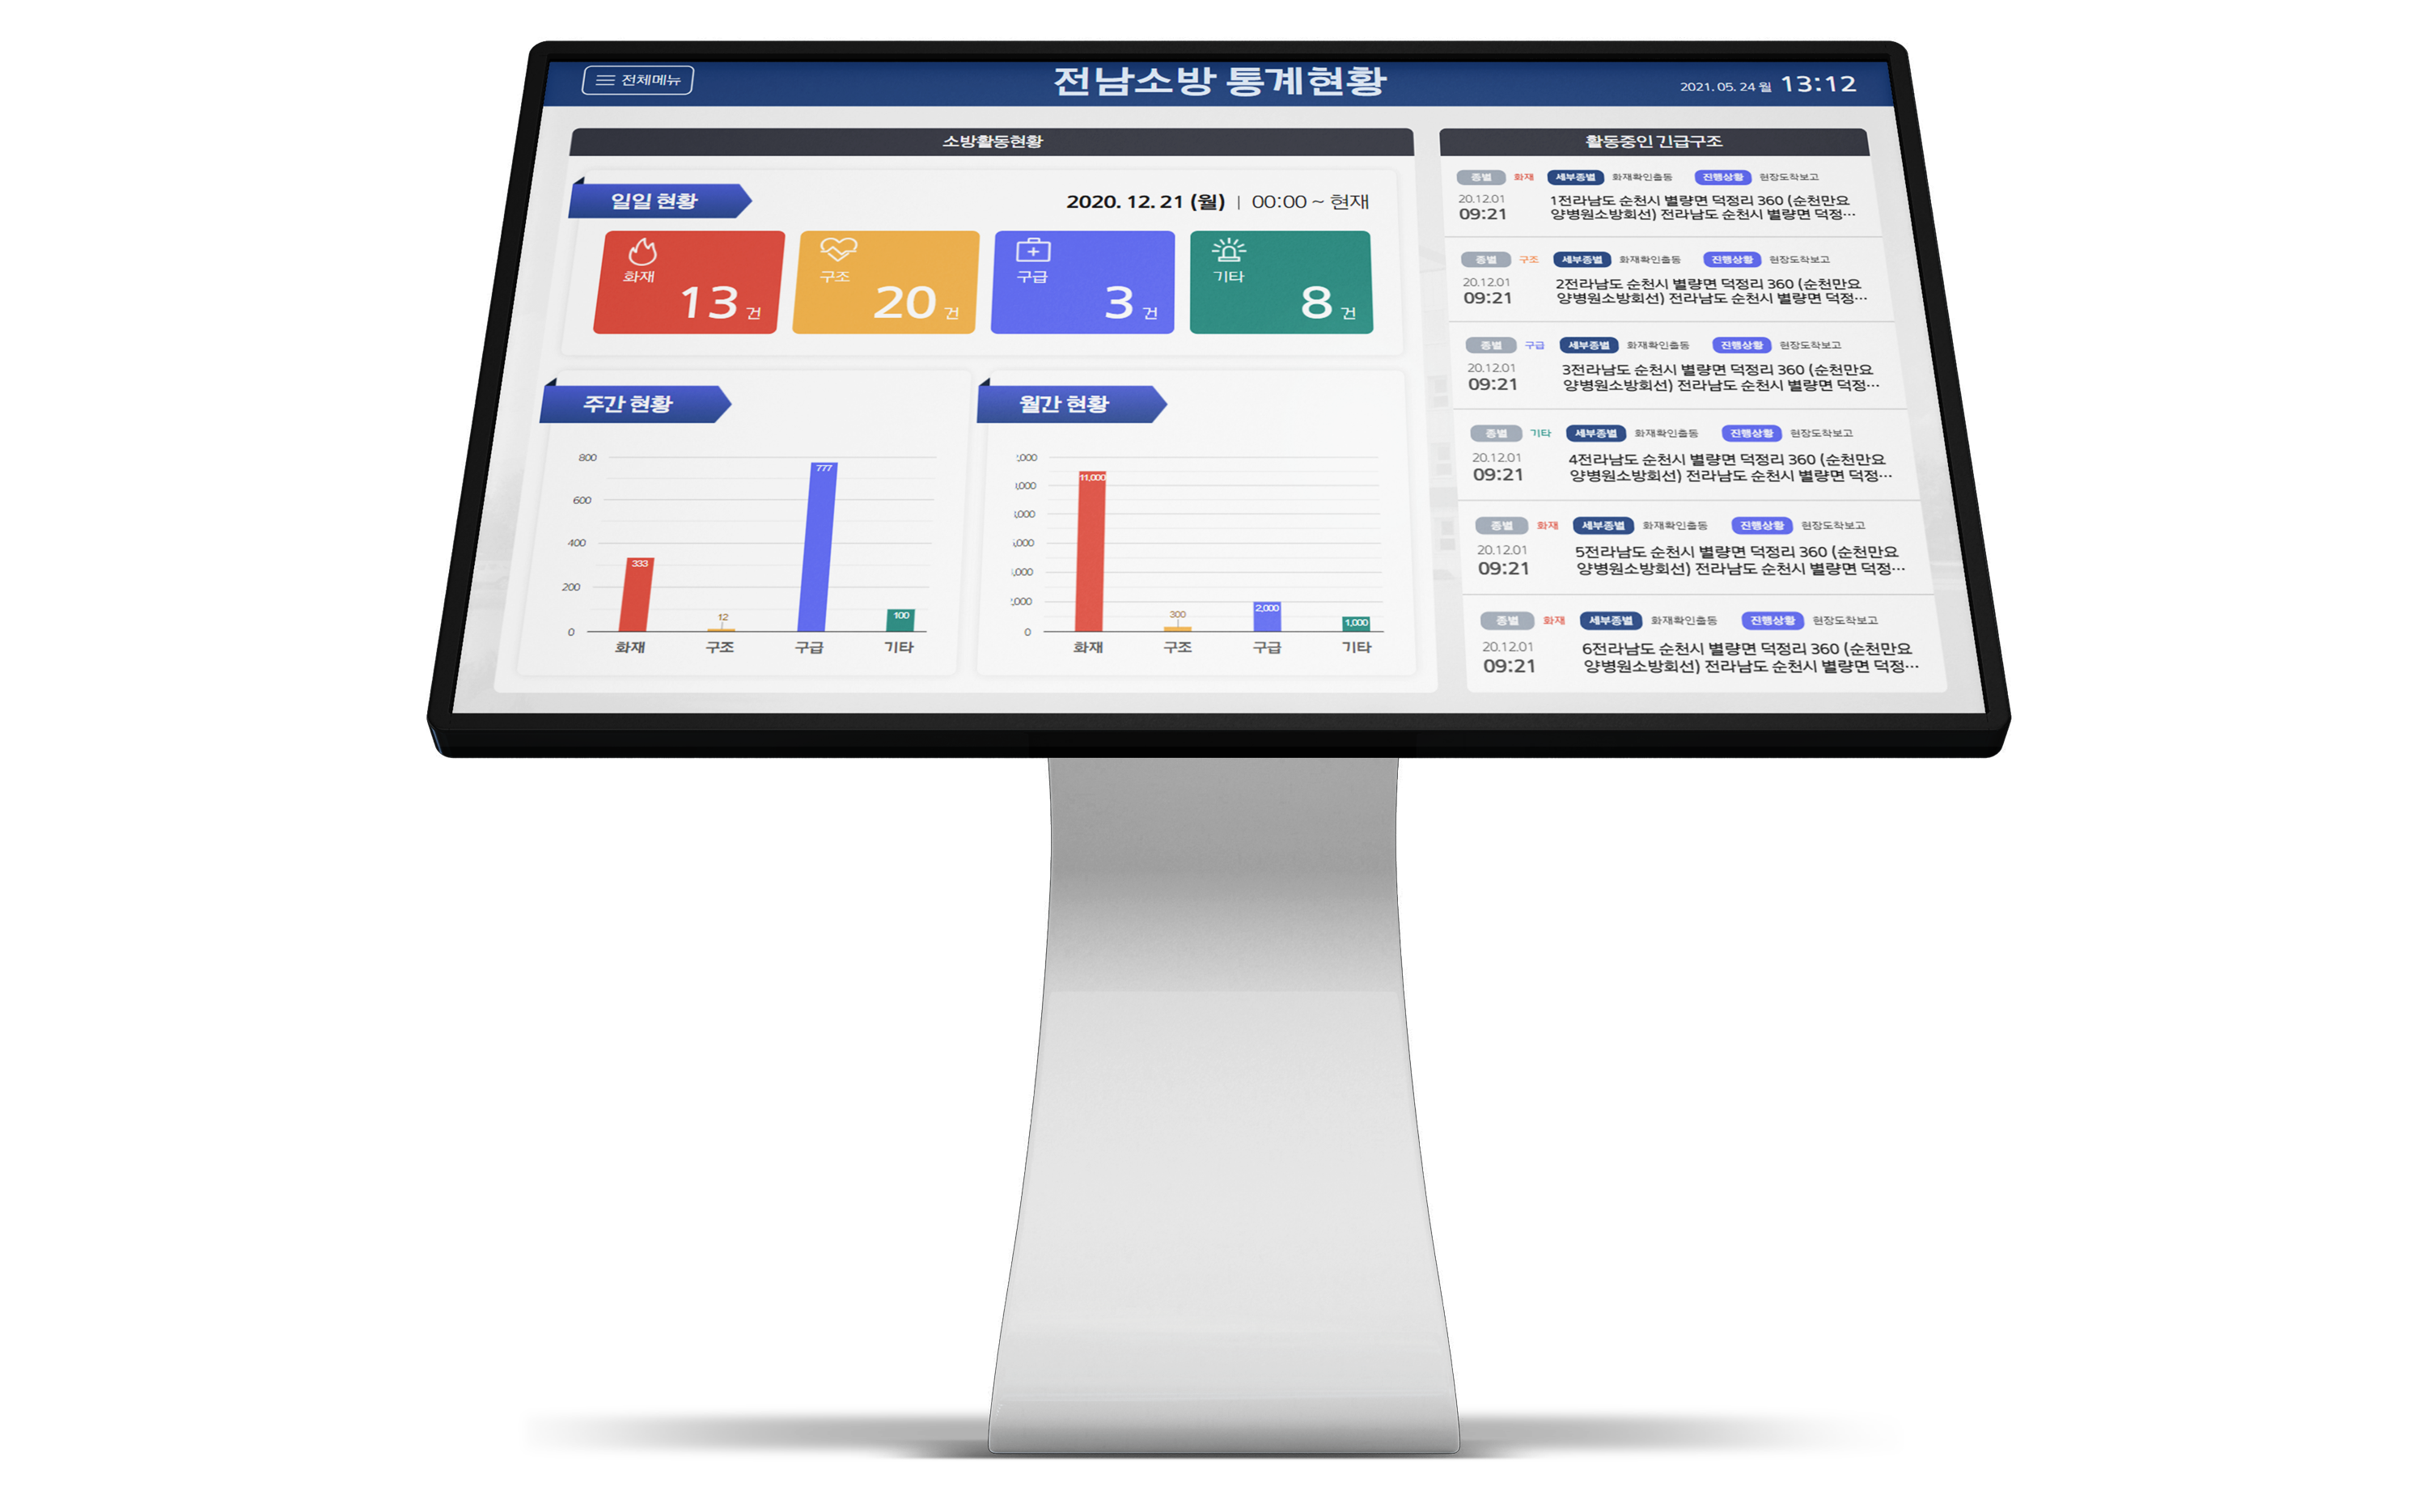 전체메뉴
전남소방 통계현황
2021. 05. 24 월 13:12
소방활동현황
일일 현황
2020. 12. 21 (월) | 00:00 ~ 현재
화재
13 건
구조
20 건
구급
3 건
기타
8 건
주간 현황
800
600
400
200
0
333
12
777
100
화재 구조 구급 기타
월간 현황
,000
,000
,000
,000
,000
,000
0
11,000
300
2,000
1,000
화재 구조 구급 기타
활동중인 긴급구조
종별 화재 세부종별 화재확인출동 진행상황 현장도착보고
20.12.01
09:21
1전라남도 순천시 별량면 덕정리 360 (순천만요
양병원소방회선) 전라남도 순천시 별량면 덕정…
종별 구조 세부종별 화재확인출동 진행상황 현장도착보고
20.12.01
09:21
2전라남도 순천시 별량면 덕정리 360 (순천만요
양병원소방회선) 전라남도 순천시 별량면 덕정…
종별 구급 세부종별 화재확인출동 진행상황 현장도착보고
20.12.01
09:21
3전라남도 순천시 별량면 덕정리 360 (순천만요
양병원소방회선) 전라남도 순천시 별량면 덕정…
종별 기타 세부종별 화재확인출동 진행상황 현장도착보고
20.12.01
09:21
4전라남도 순천시 별량면 덕정리 360 (순천만요
양병원소방회선) 전라남도 순천시 별량면 덕정…
종별 화재 세부종별 화재확인출동 진행상황 현장도착보고
20.12.01
09:21
5전라남도 순천시 별량면 덕정리 360 (순천만요
양병원소방회선) 전라남도 순천시 별량면 덕정…
종별 화재 세부종별 화재확인출동 진행상황 현장도착보고
20.12.01
09:21
6전라남도 순천시 별량면 덕정리 360 (순천만요
양병원소방회선) 전라남도 순천시 별량면 덕정…